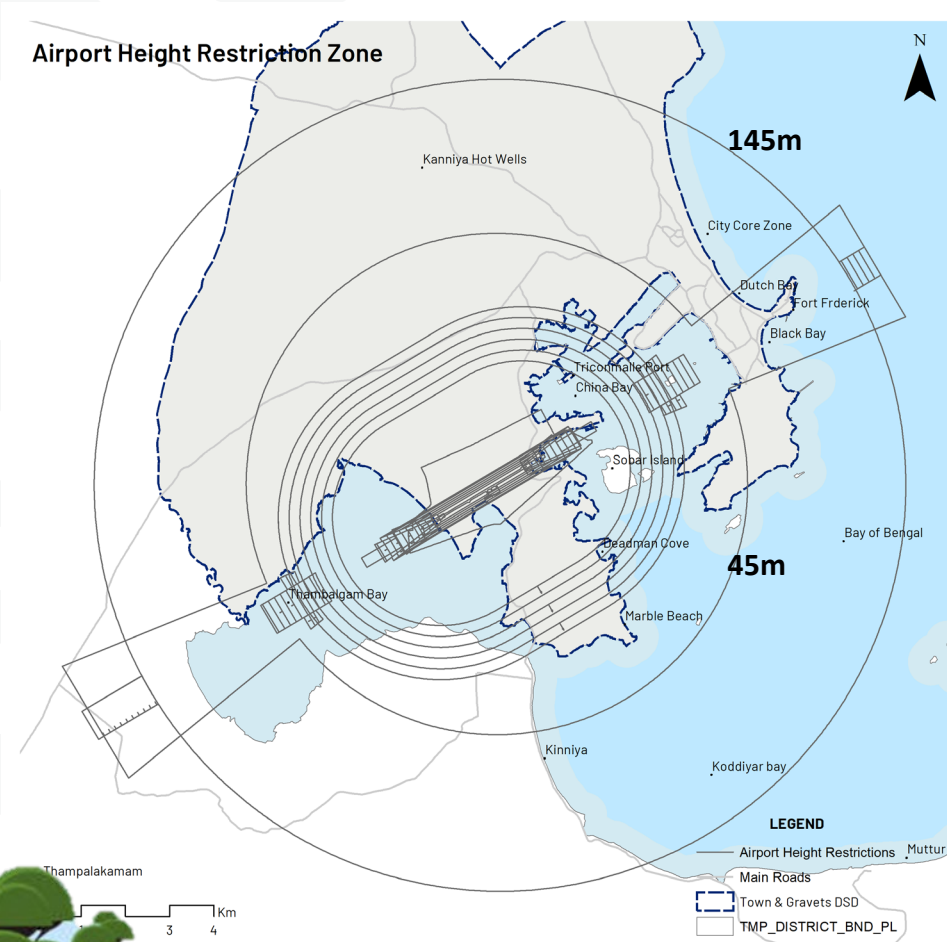 Airport Height Restriction Zone
N
145m
Kanniya Hot Wells
City Core Zone
Dutch Bay
Fort Frderick
Black Bay
Triconmalle Port
China Bay
Sobar Island
Bay of Bengal
Deadman Cove
45m
Thambalgam Bay
Marble Beach
Kinniya
Koddiyar bay
LEGEND
Airport Height Restrictions
Muttur
Main Roads
Thampalakamam
Town & Gravets DSD
Km
TMP_DISTRICT_BND_PL
3 4